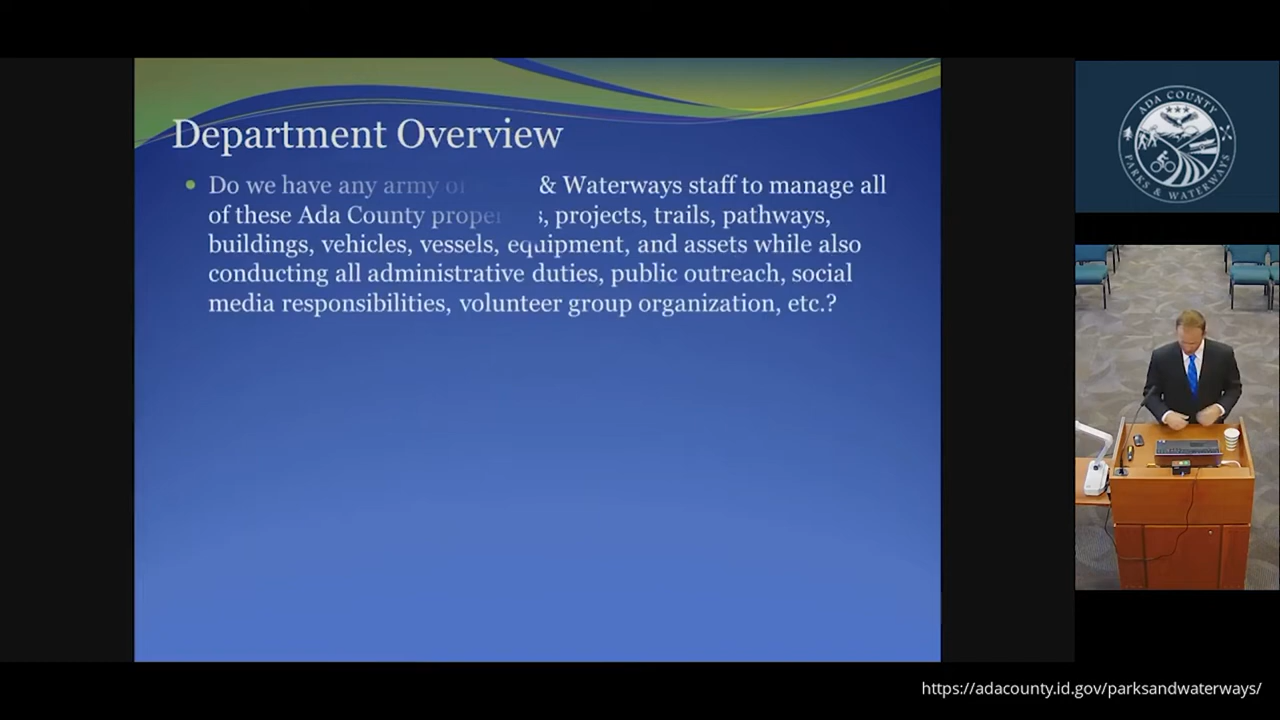 Department Overview
Do we have any army o
& Waterways staff to manage all
of these Ada County prope
s, projects, trails, pathways,
buildings, vehicles, vessels, equipment, and assets while also
conducting all administrative duties, public outreach, social
media responsibilities, volunteer group organization, etc.?
ADA COUNTY
PARKS & WATERWAYS
https://adacounty.id.gov/parksandwaterways/